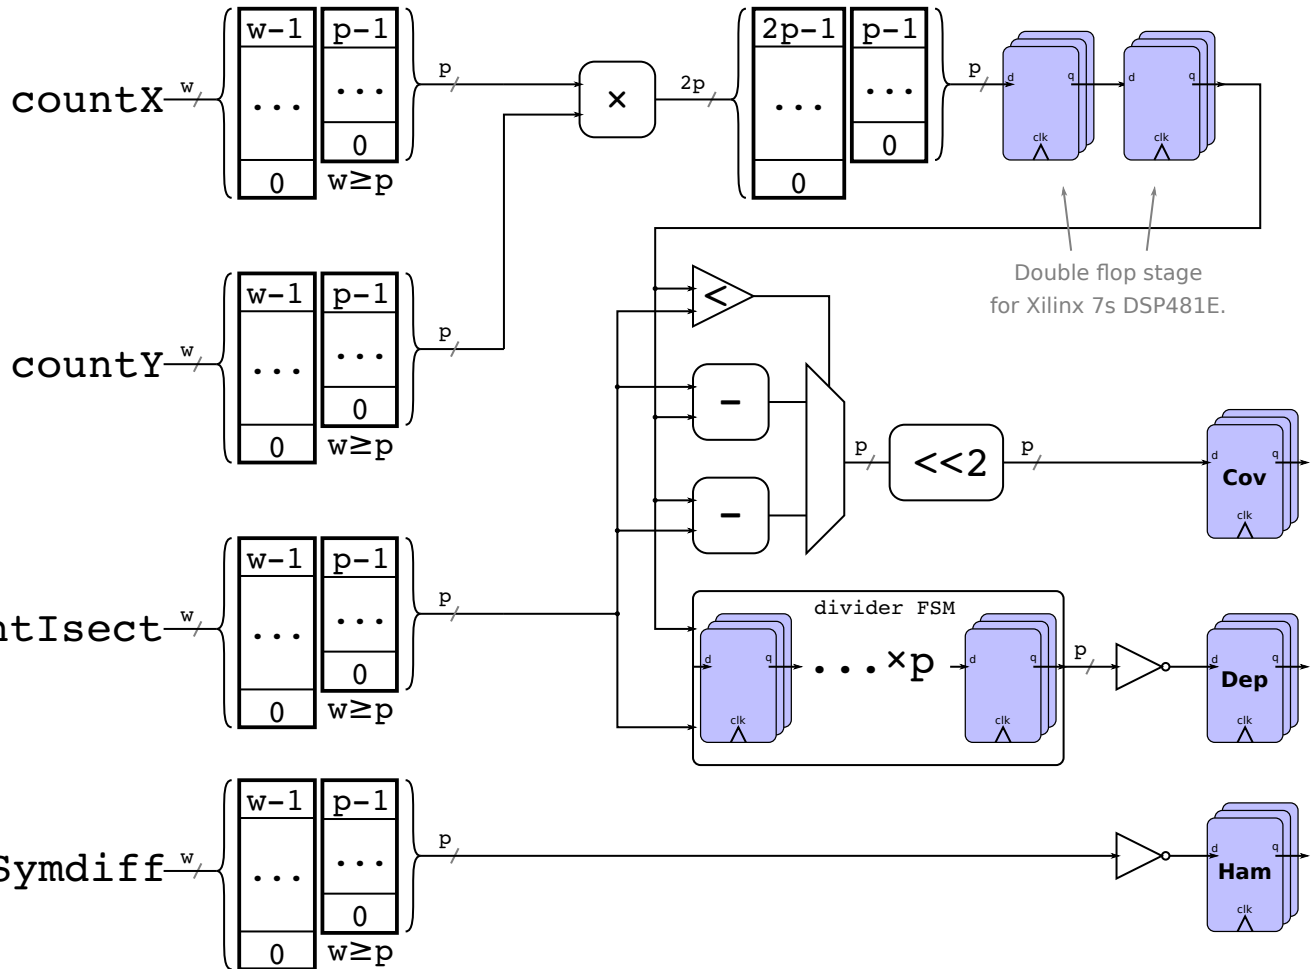 w-1 p-1 2p-1 p-1
countX w ... ... p × 2p ... ... p d q clk d q clk
0 0 w≥p 0 0
Double flop stage
for Xilinx 7s DSP481E.
<
w-1 p-1
countY w ... ... p
0 0 w≥p
-
-
p <<2 p d q Cov clk
w-1 p-1
ntIsect w ... ... p
0 0 w≥p
divider FSM
d q clk ...×p d q clk p d q Dep clk
w-1 p-1
Symdiff w ... ... p d q Ham clk
0 0 w≥p